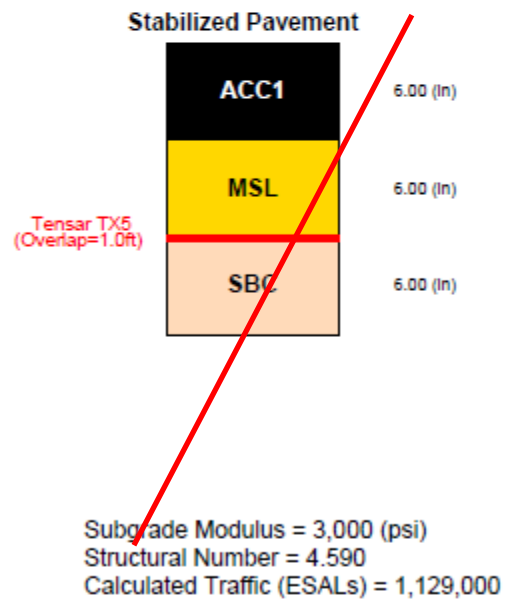 Stabilized Pavement
ACC1
6.00 (In)
MSL
6.00 (In)
Tensar TX5
(Overlap=1.0ft)
SBC
6.00 (In)
Subgrade Modulus = 3,000 (psi)
Structural Number = 4.590
Calculated Traffic (ESALs) = 1,129,000